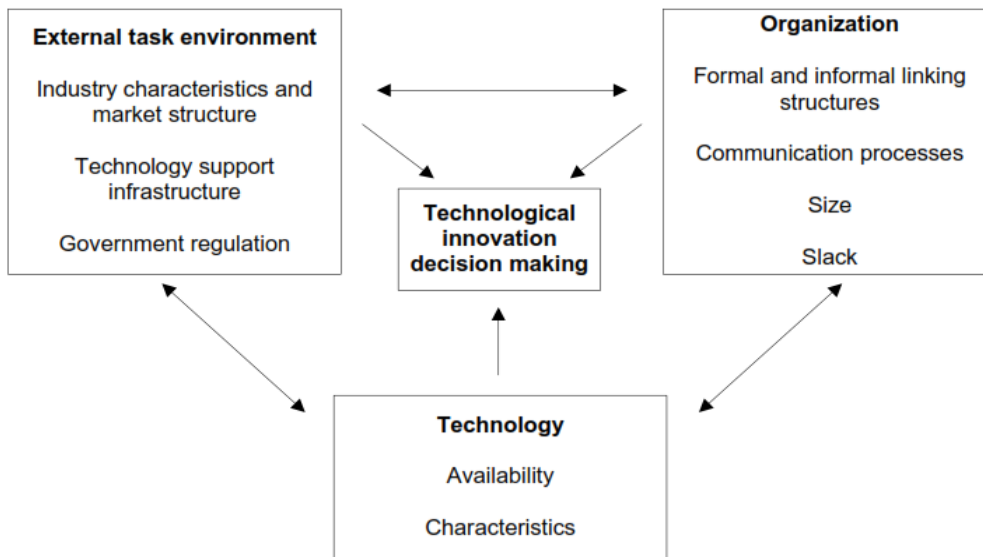 External task environment
Industry characteristics and
market structure
Technology support
infrastructure
Government regulation
Organization
Formal and informal linking
structures
Communication processes
Size
Slack
Technological
innovation
decision making
Technology
Availability
Characteristics